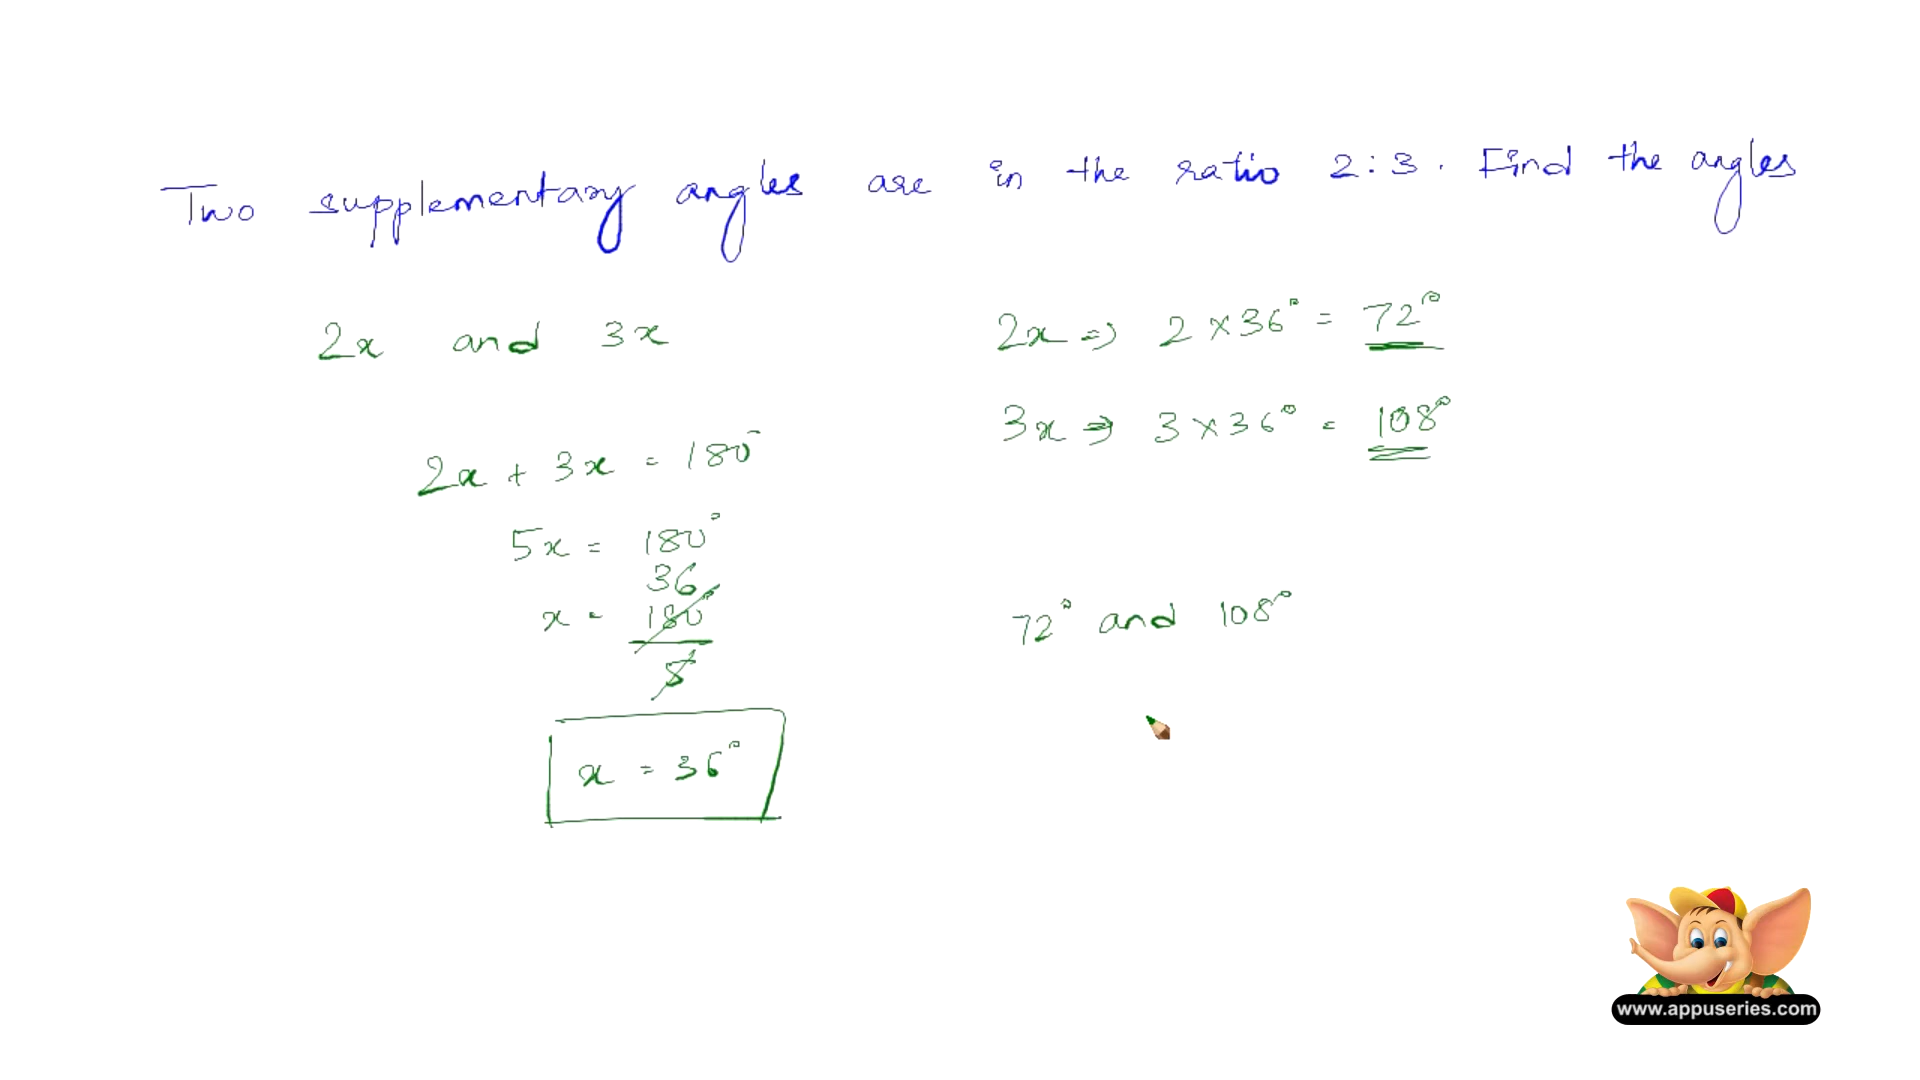 Two supplementary angles are in the ratio 2:3. Find the angles
2x and 3x
2x + 3x = 180°
5x = 180°
36
x = 180°
5
x = 36°
2x => 2 × 36° = 72°
3x => 3 × 36° = 108°
72° and 108°
www.appuseries.com